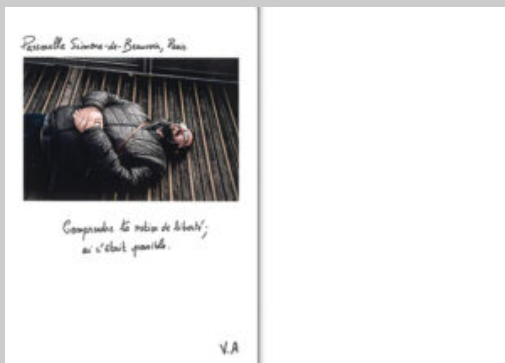 Passerelle Simone-de-Beauvoir, Paris
Comprendre la notion de liberté ;
si c'était possible.
V.A